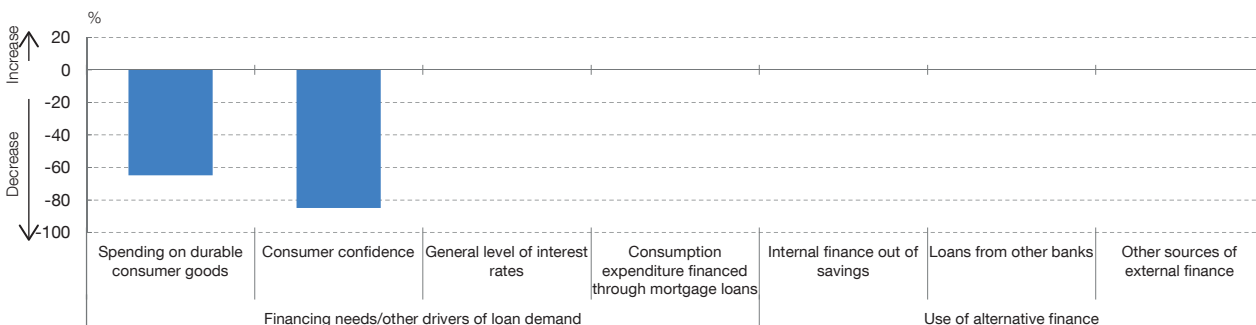 %
Increase
Decrease
20
0
-20
-40
-60
-80
-100
Spending on durable
consumer goods
Consumer confidence
General level of interest
rates
Consumption
expenditure financed
through mortgage loans
Internal finance out of
savings
Loans from other banks
Other sources of
external finance
Financing needs/other drivers of loan demand
Use of alternative finance